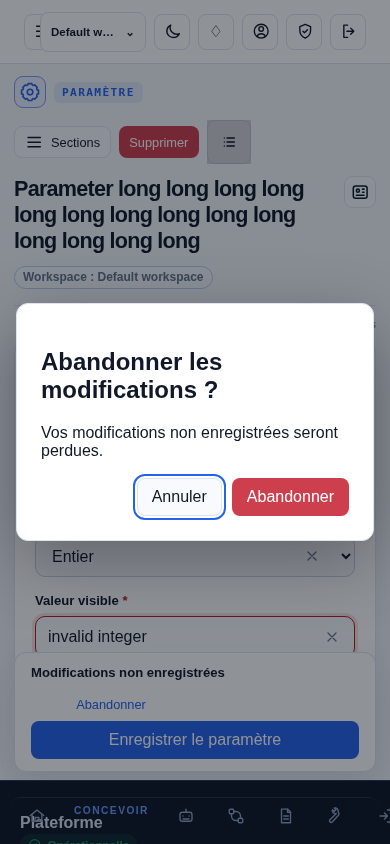 Default w...
PARAMÈTRE
Sections
Supprimer
Parameter long long long long
long long long long long long
long long long long
Workspace : Default workspace
Abandonner les
modifications ?
Vos modifications non enregistrées seront
perdues.
Annuler
Abandonner
Entier
Valeur visible *
invalid integer
Modifications non enregistrées
Abandonner
Enregistrer le paramètre
CONCEVOIR
Plateforme
Opérationnelle